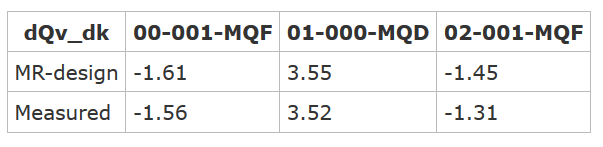 dQv_dk 00-001-MQF 01-000-MQD 02-001-MQF
MR-design -1.61 3.55 -1.45
Measured -1.56 3.52 -1.31